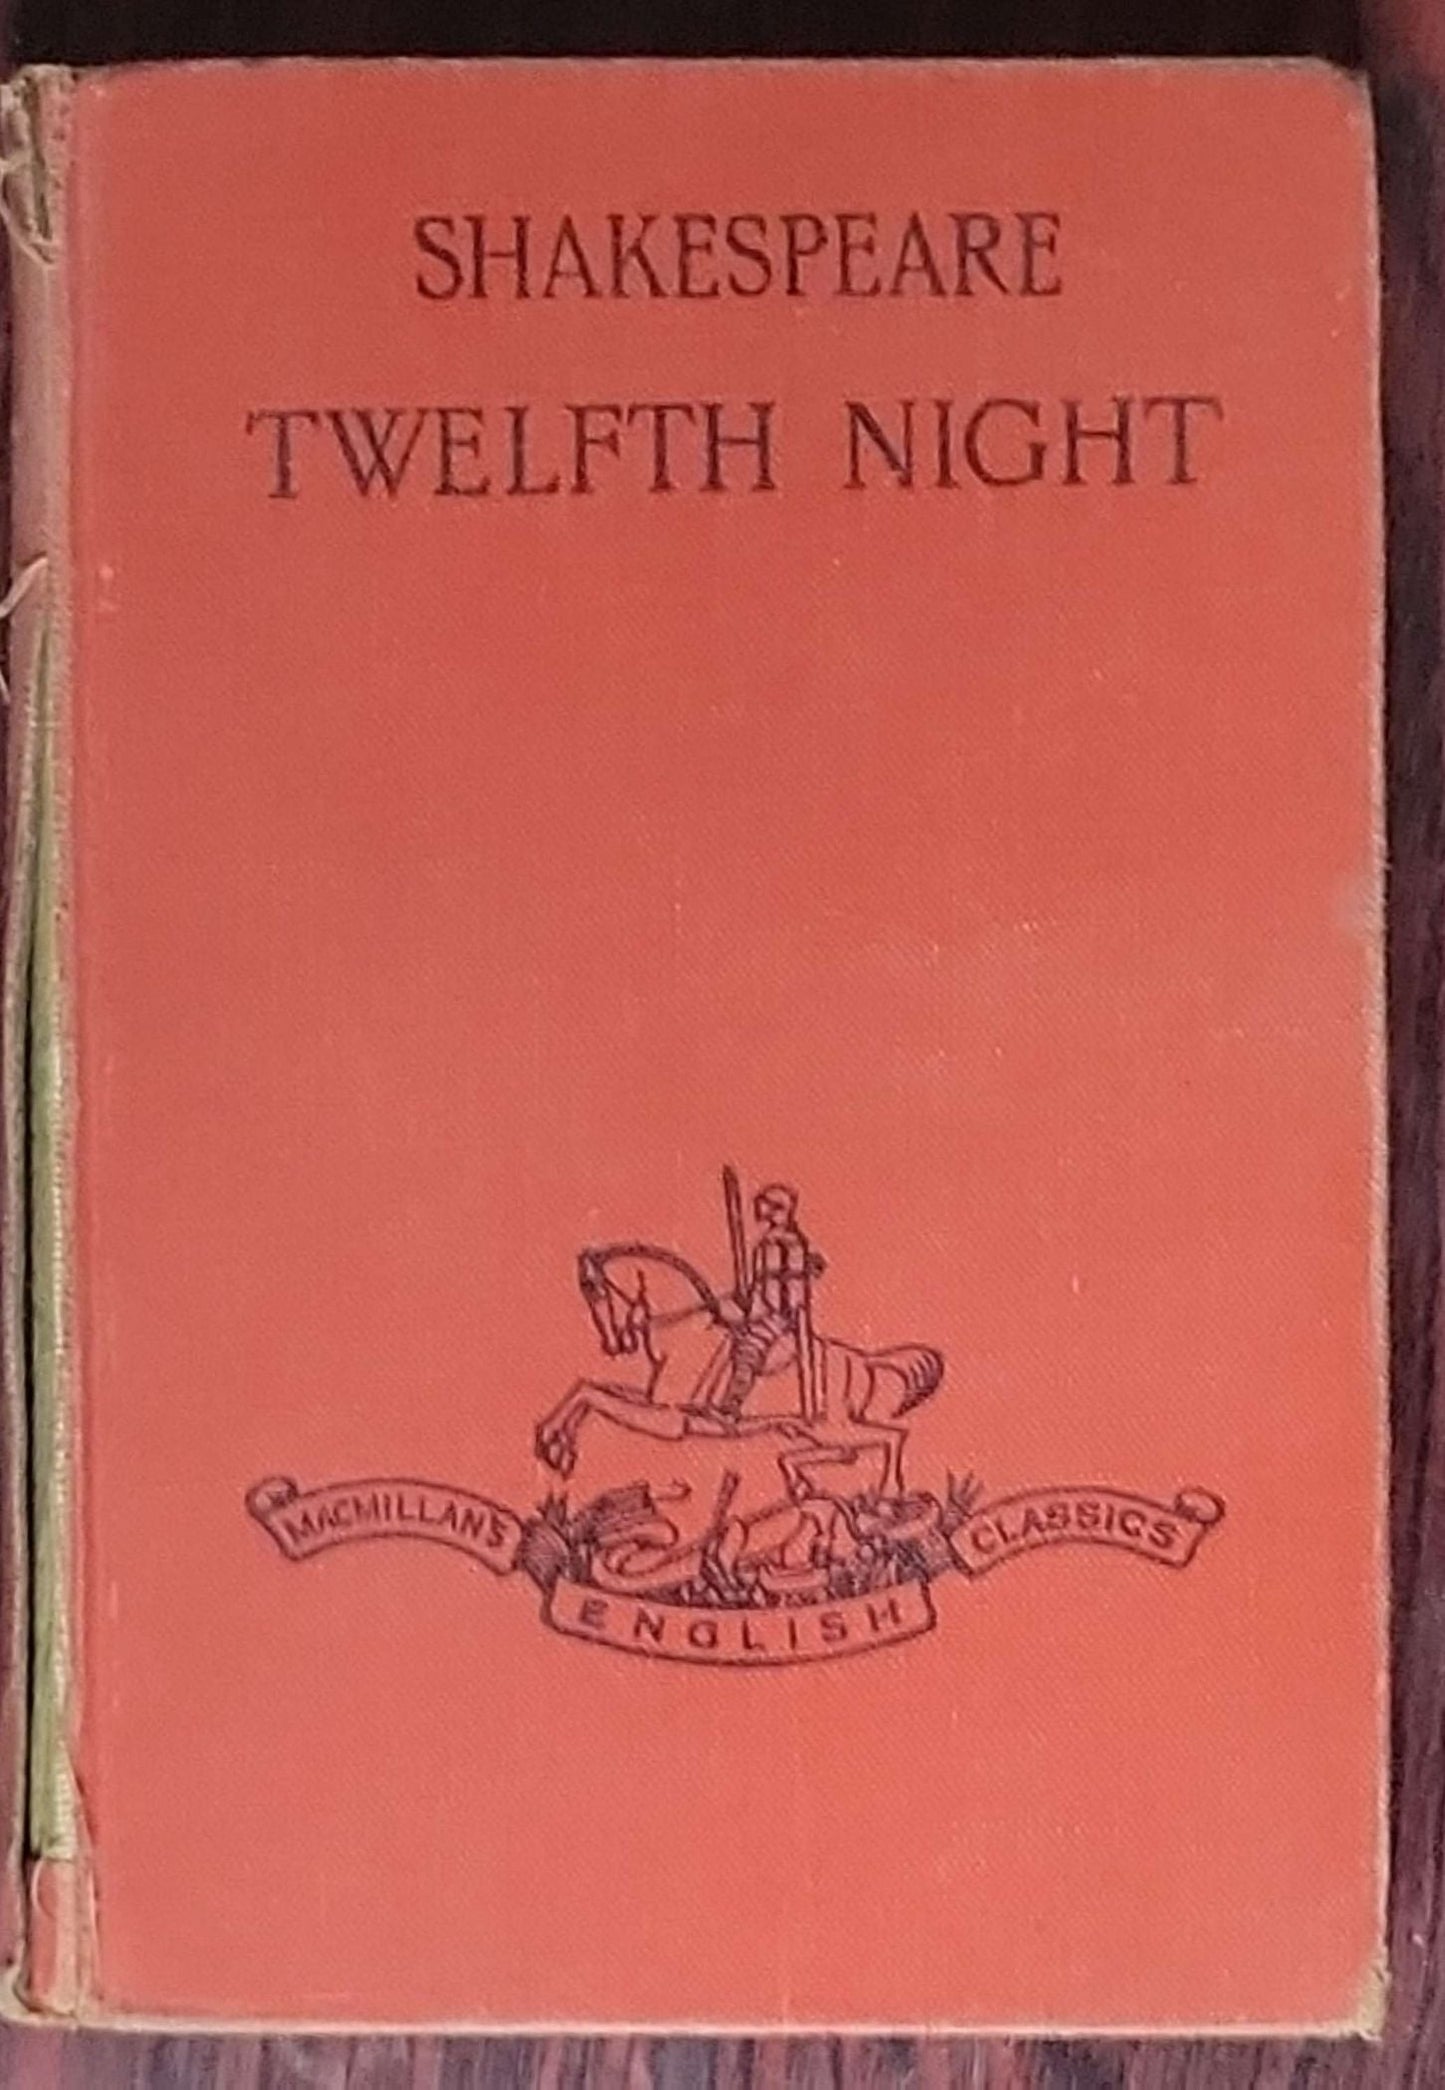 SHAKESPEARE
TWELFTH NIGHT
MACMILLAN'S
ENGLISH
CLASSICS